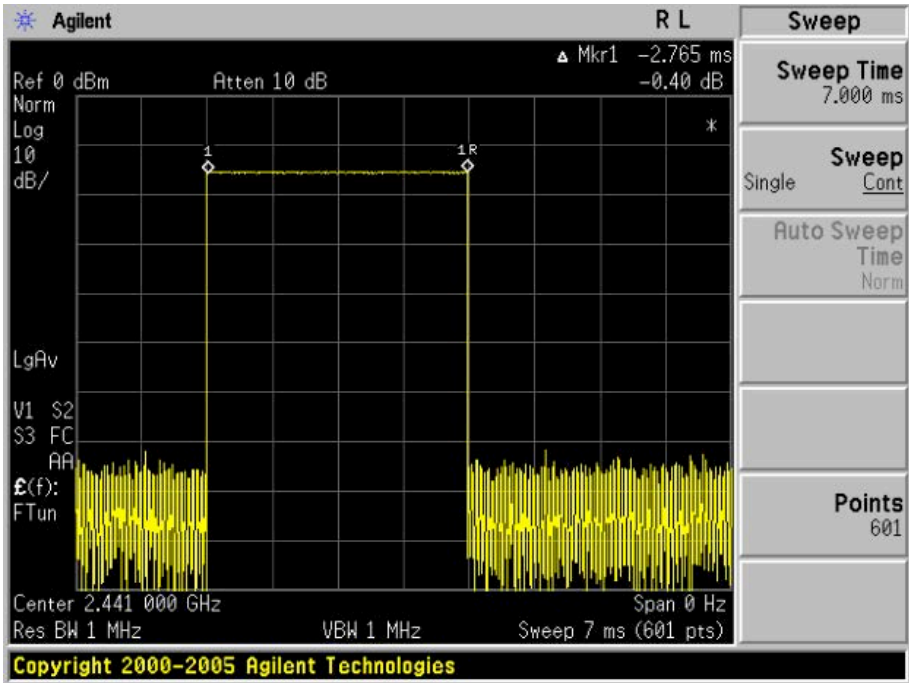 Agilent R L Sweep
Δ Mkr1 -2.765 ms
Ref 0 dBm Atten 10 dB -0.40 dB
Norm
Log
10
dB/
1 1R
*
LgAv
V1 S2
S3 FC
AA
£(f):
FTun
Center 2.441 000 GHz Span 0 Hz
Res BW 1 MHz VBW 1 MHz Sweep 7 ms (601 pts)
Copyright 2000-2005 Agilent Technologies
Sweep Time
7.000 ms
Sweep
Single Cont
Auto Sweep
Time
Norm
Points
601